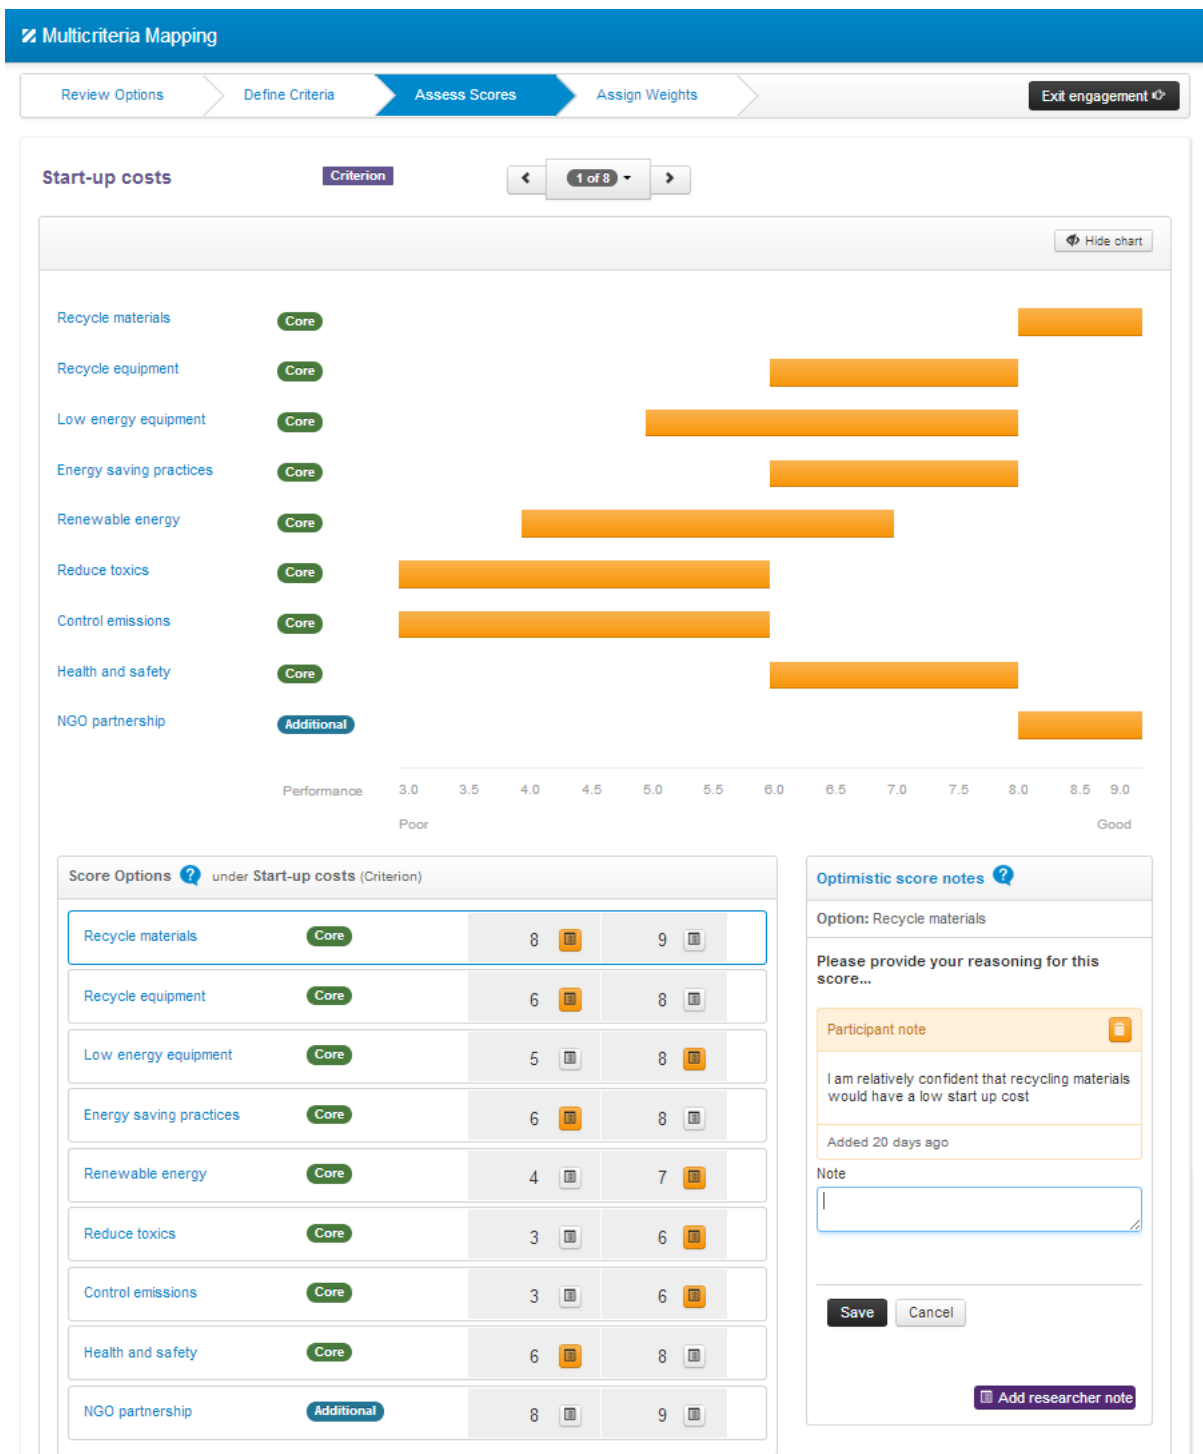 Multicriteria Mapping
Review Options Define Criteria Assess Scores Assign Weights Exit engagement
Start-up costs Criterion 1 of 8
Hide chart
Recycle materials Core
Recycle equipment Core
Low energy equipment Core
Energy saving practices Core
Renewable energy Core
Reduce toxics Core
Control emissions Core
Health and safety Core
NGO partnership Additional
Performance 3.0 3.5 4.0 4.5 5.0 5.5 6.0 6.5 7.0 7.5 8.0 8.5 9.0
Poor Good
Score Options ? under Start-up costs (Criterion)
Recycle materials Core 8 9
Recycle equipment Core 6 8
Low energy equipment Core 5 8
Energy saving practices Core 6 8
Renewable energy Core 4 7
Reduce toxics Core 3 6
Control emissions Core 3 6
Health and safety Core 6 8
NGO partnership Additional 8 9
Optimistic score notes ?
Option: Recycle materials
Please provide your reasoning for this
score...
Participant note
I am relatively confident that recycling materials
would have a low start up cost
Added 20 days ago
Note
Save Cancel
Add researcher note